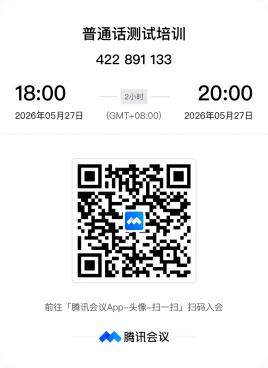 普通话测试培训
422 891 133
18:00 2小时 20:00
2026年05月27日 (GMT+08:00) 2026年05月27日
前往「腾讯会议App-头像-扫一扫」扫码入会
腾讯会议